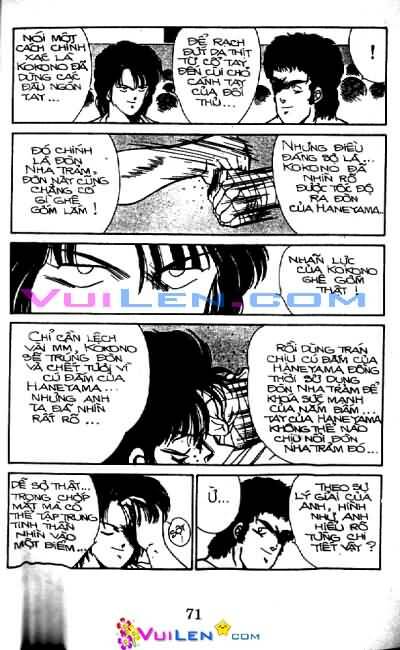 NÓI MỘT
CÁCH CHÍNH
XÁC LÀ
KOKONO ĐÃ
DÙNG CÁC
ĐẦU NGÓN
TAY...
ĐỂ RẠCH
ĐỨT DA THỊT
TỪ CỔ TAY
ĐẾN CÙI CHỎ
CÁNH TAY
CỦA ĐỐI
THỦ...
!
ĐÓ CHÍNH
LÀ ĐÒN
NHA TRẢM,
ĐÒN NÀY CŨNG
CHẲNG CÓ
GÌ GHÊ
GỚM LẮM!
NHƯNG ĐIỀU
ĐÁNG SỢ LÀ...
KOKONO ĐÃ
NHÌN RÕ
ĐƯỢC TỐC ĐỘ
RA ĐÒN
CỦA HANEYAMA.
NHÃN LỰC
CỦA KOKONO
GHÊ GỚM
THẬT!
VUILEN.COM
CHỈ CẦN LỆCH
VÀI MM, KOKONO
SẼ TRÚNG ĐÒN
VÀ CHẾT TƯƠI VÌ
CÚ ĐẤM CỦA
HANEYAMA...
NHƯNG ANH
TA ĐÃ NHÌN
RẤT RÕ...
RỒI DÙNG TRÁN
CHỊU CÚ ĐẤM CỦA
HANEYAMA ĐỒNG
THỜI SỬ DỤNG
ĐÒN NHA TRẢM ĐỂ
KHÓA SỨC MẠNH
CỦA NẮM ĐẤM...
TAY CỦA HANEYAMA
KHÔNG THỂ NÀO
CHỊU NỔI ĐÒN
NHA TRẢM ĐÓ...
DỄ SỢ THẬT...
TRONG CHỚP
MẮT MÀ CÓ
THỂ TẬP TRUNG
TINH THẦN
NHÌN VÀO
MỘT ĐIỂM...
Ừ...
THEO SỰ
LÝ GIẢI CỦA
ANH, HÌNH
NHƯ ANH
HIỂU RÕ
TỪNG CHI
TIẾT VẬY?
71
VUILEN.COM